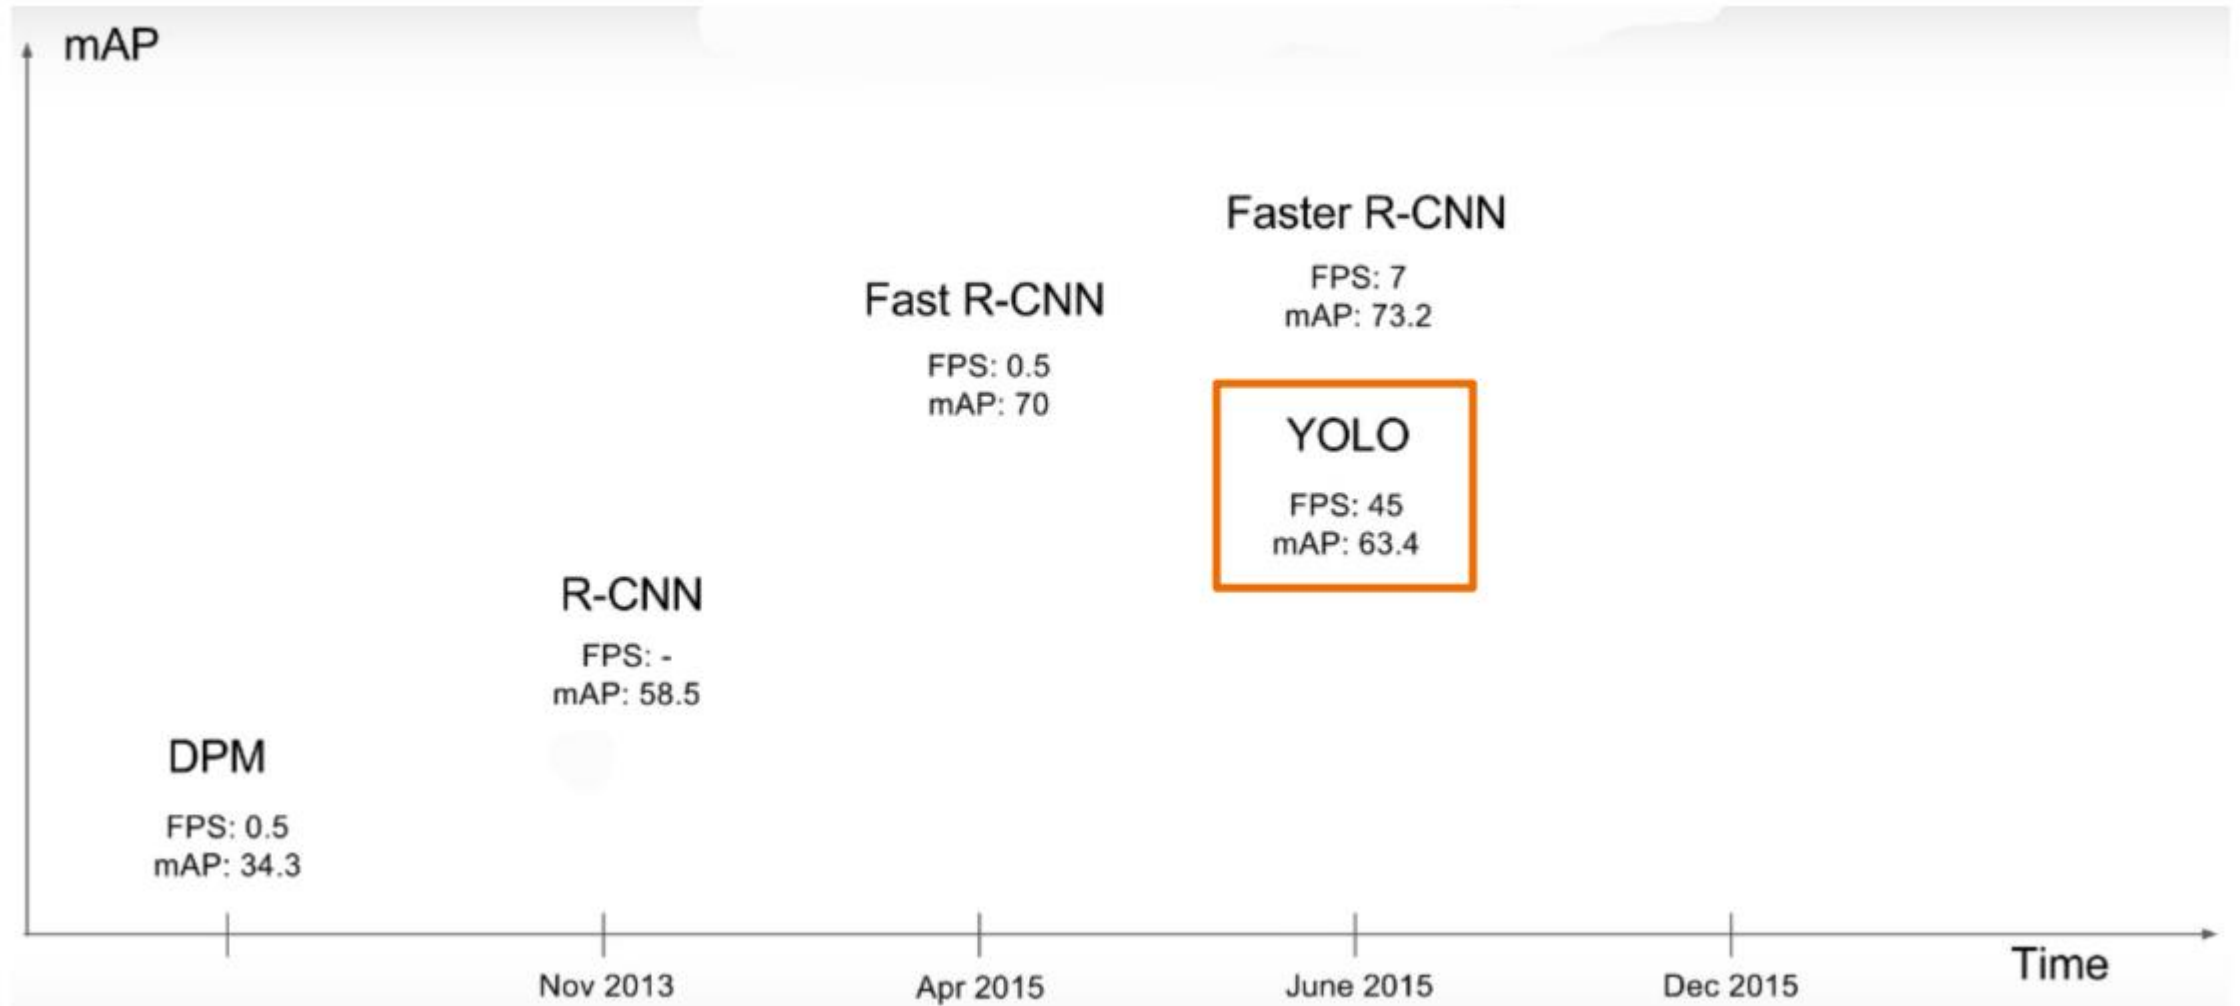 mAP
Faster R-CNN
FPS: 7
mAP: 73.2
Fast R-CNN
FPS: 0.5
mAP: 70
YOLO
FPS: 45
mAP: 63.4
R-CNN
FPS: -
mAP: 58.5
DPM
FPS: 0.5
mAP: 34.3
Nov 2013
Apr 2015
June 2015
Dec 2015
Time